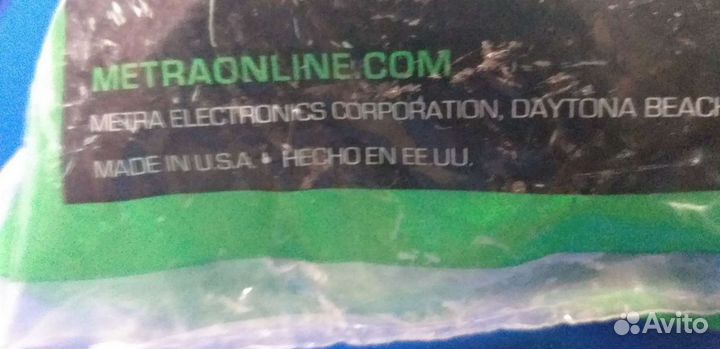 METRAONLINE.COM
METRA ELECTRONICS CORPORATION, DAYTONA BEACH
MADE IN U.S.A. • HECHO EN EE.UU.
Avito